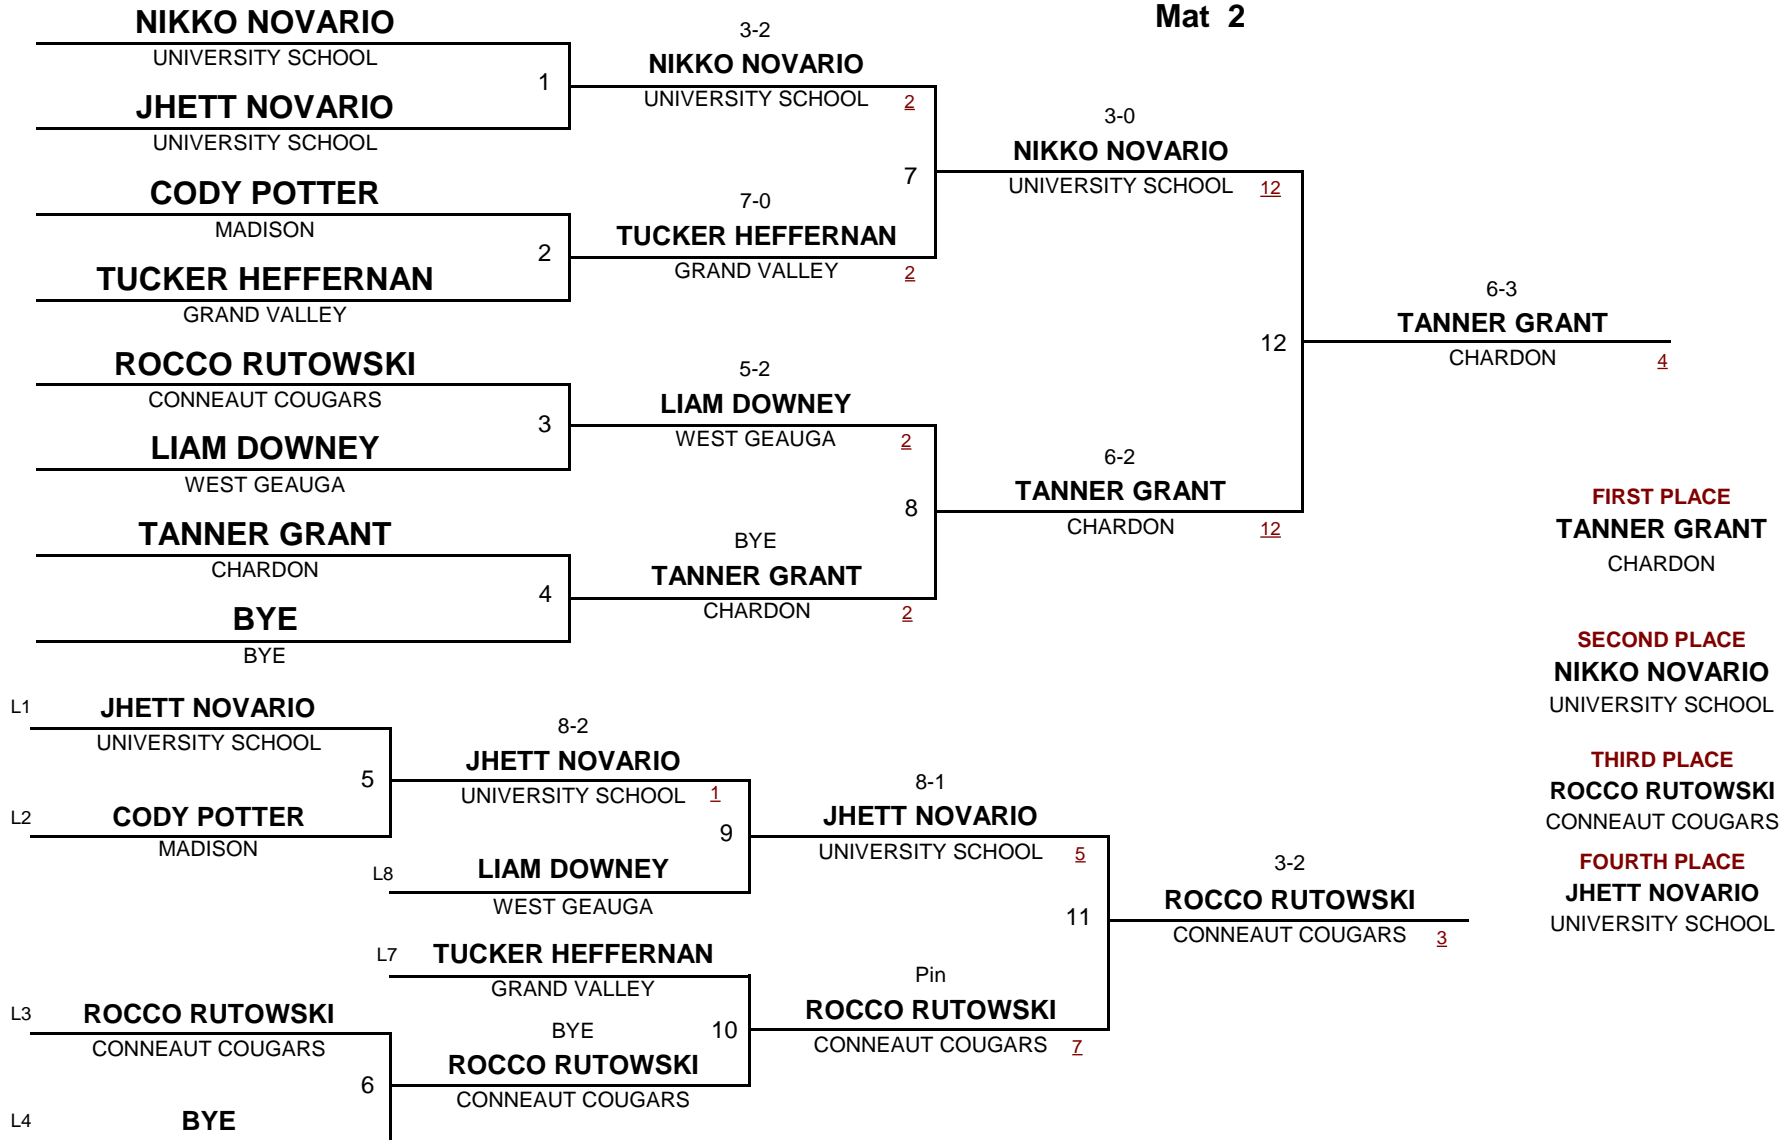 Mat 2
NIKKO NOVARIO
UNIVERSITY SCHOOL
1
JHETT NOVARIO
UNIVERSITY SCHOOL
3-2
NIKKO NOVARIO
UNIVERSITY SCHOOL 2
CODY POTTER
MADISON
2
TUCKER HEFFERNAN
GRAND VALLEY
7-0
TUCKER HEFFERNAN
GRAND VALLEY 2
7
3-0
NIKKO NOVARIO
UNIVERSITY SCHOOL 12
ROCCO RUTOWSKI
CONNEAUT COUGARS
3
LIAM DOWNEY
WEST GEAUGA
5-2
LIAM DOWNEY
WEST GEAUGA 2
TANNER GRANT
CHARDON
4
BYE
BYE
BYE
TANNER GRANT
CHARDON 2
8
6-2
TANNER GRANT
CHARDON 12
12
6-3
TANNER GRANT
CHARDON 4
FIRST PLACE
TANNER GRANT
CHARDON
SECOND PLACE
NIKKO NOVARIO
UNIVERSITY SCHOOL
THIRD PLACE
ROCCO RUTOWSKI
CONNEAUT COUGARS
FOURTH PLACE
JHETT NOVARIO
UNIVERSITY SCHOOL
L1 JHETT NOVARIO
UNIVERSITY SCHOOL
5
L2 CODY POTTER
MADISON
8-2
JHETT NOVARIO
UNIVERSITY SCHOOL 1
9
L8 LIAM DOWNEY
WEST GEAUGA
8-1
JHETT NOVARIO
UNIVERSITY SCHOOL 5
L7 TUCKER HEFFERNAN
GRAND VALLEY
10
L3 ROCCO RUTOWSKI
CONNEAUT COUGARS
6
L4 BYE
BYE
ROCCO RUTOWSKI
CONNEAUT COUGARS
Pin
ROCCO RUTOWSKI
CONNEAUT COUGARS 7
11
3-2
ROCCO RUTOWSKI
CONNEAUT COUGARS 3